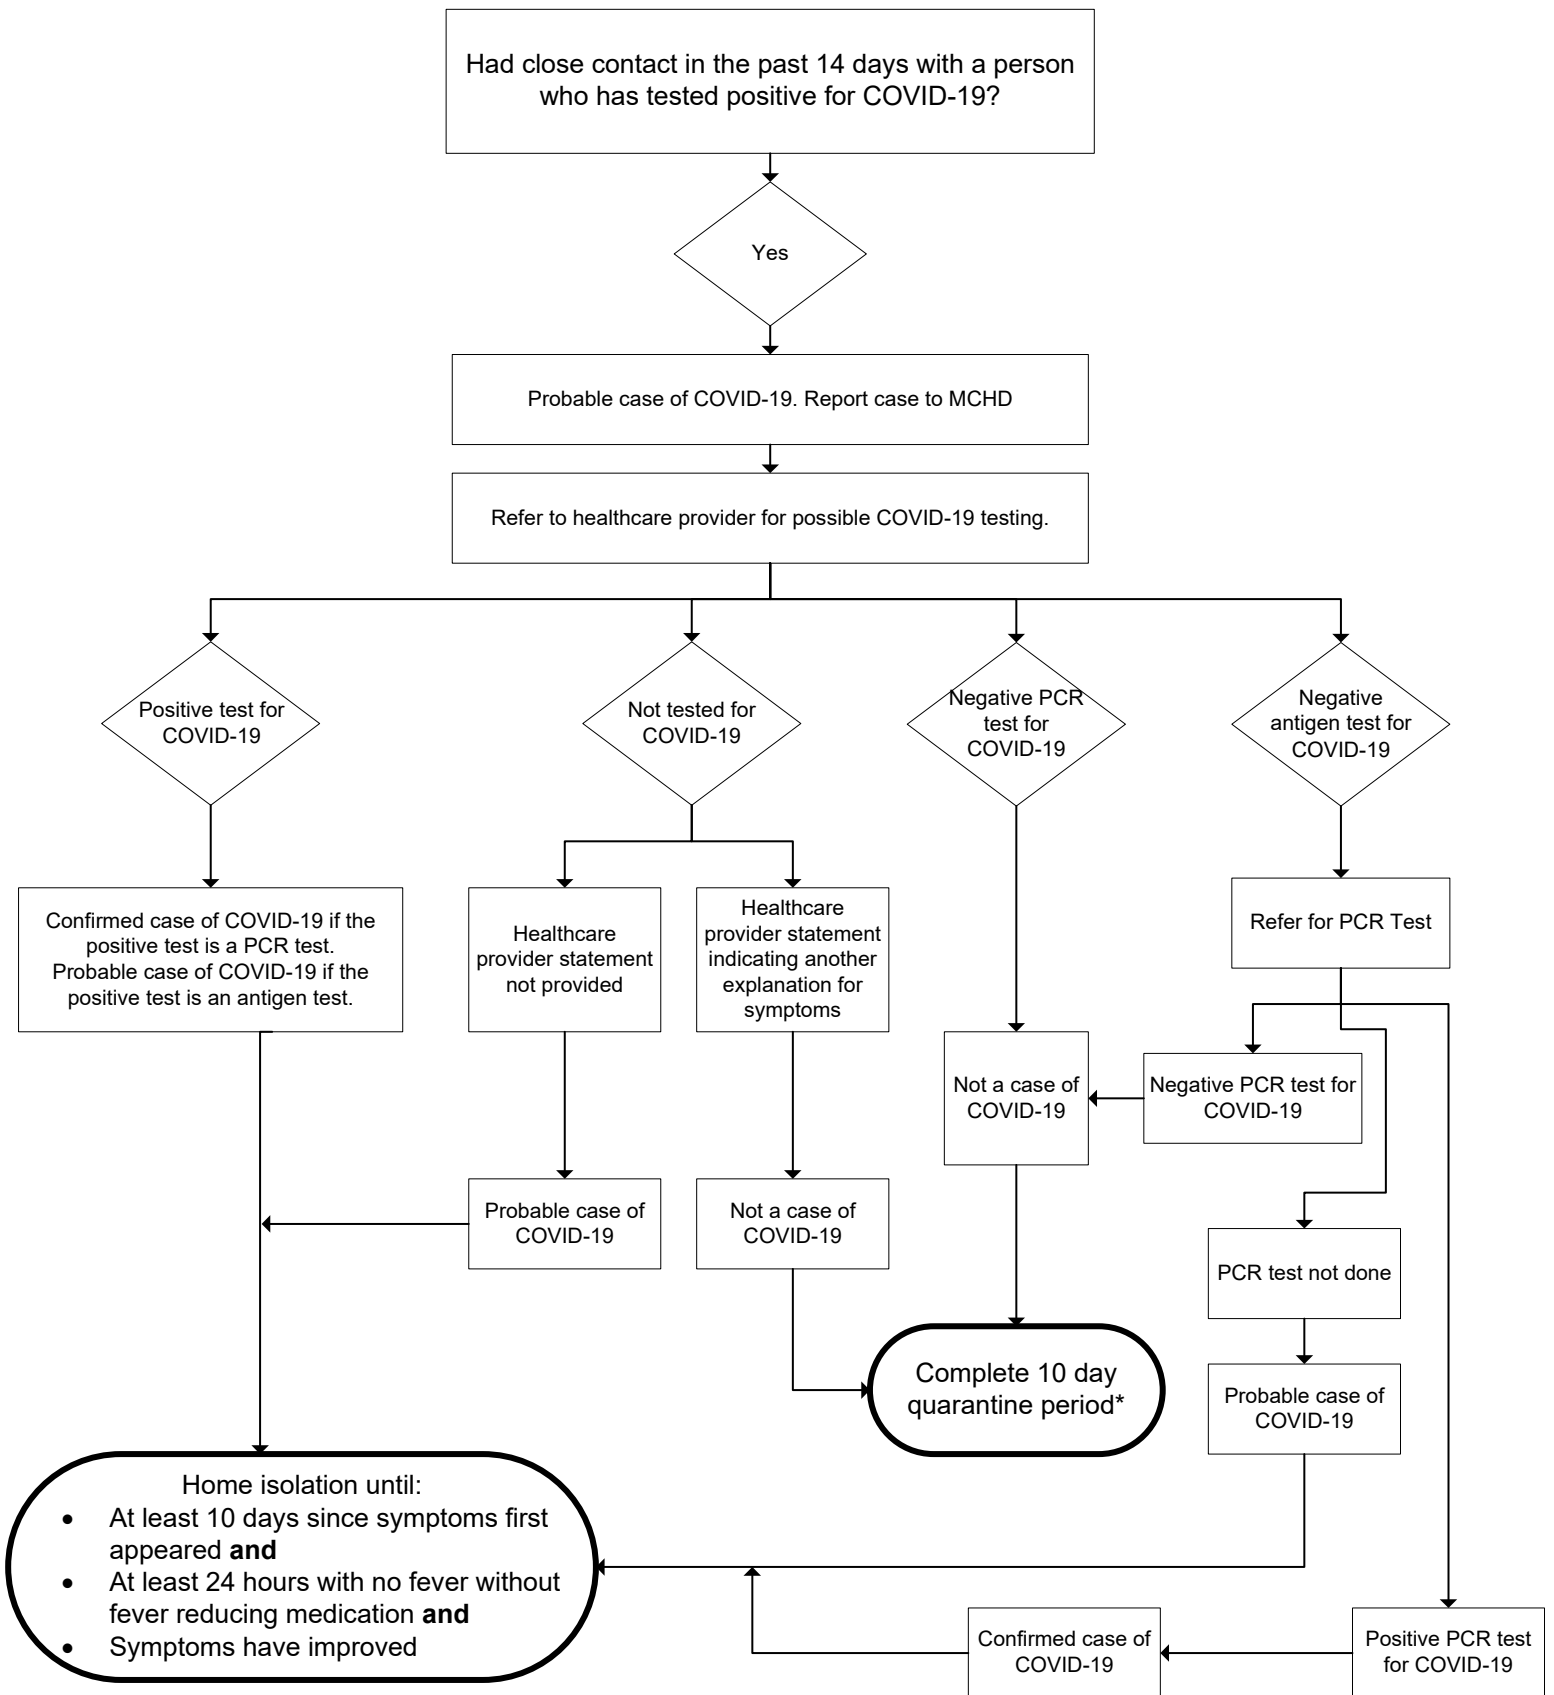 Had close contact in the past 14 days with a person
who has tested positive for COVID-19?
Yes
Probable case of COVID-19. Report case to MCHD
Refer to healthcare provider for possible COVID-19 testing.
Positive test for
COVID-19
Not tested for
COVID-19
Negative PCR
test for
COVID-19
Negative
antigen test for
COVID-19
Confirmed case of COVID-19 if the
positive test is a PCR test.
Probable case of COVID-19 if the
positive test is an antigen test.
Healthcare
provider statement
not provided
Healthcare
provider statement
indicating another
explanation for
symptoms
Refer for PCR Test
Not a case of
COVID-19
Negative PCR test for
COVID-19
Probable case of
COVID-19
Not a case of
COVID-19
PCR test not done
Complete 10 day
quarantine period*
Probable case of
COVID-19
Home isolation until:
• At least 10 days since symptoms first
appeared and
• At least 24 hours with no fever without
fever reducing medication and
• Symptoms have improved
Confirmed case of
COVID-19
Positive PCR test
for COVID-19